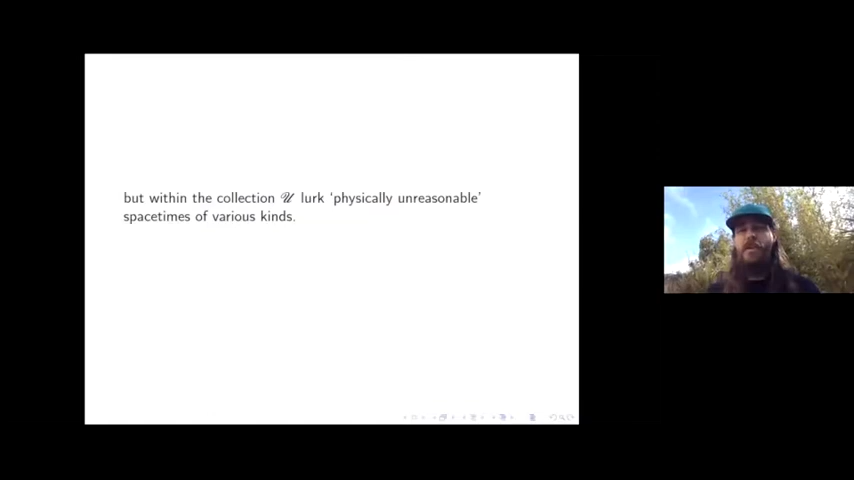 but within the collection 𝒰 lurk ‘physically unreasonable’
spacetimes of various kinds.